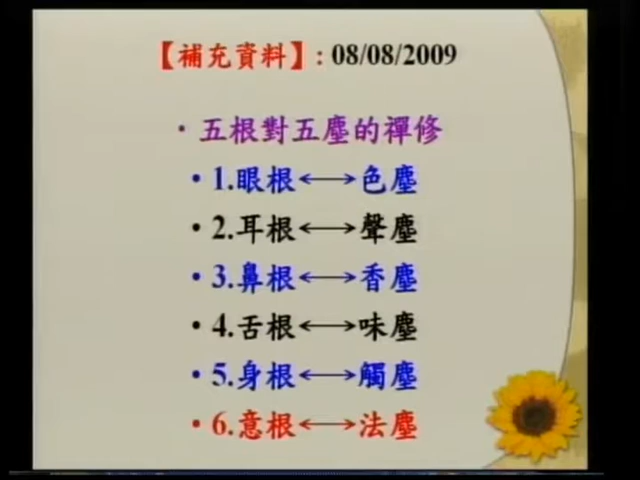 【補充資料】: 08/08/2009
• 五根對五塵的禪修
• 1.眼根←→色塵
• 2.耳根←→聲塵
• 3.鼻根←→香塵
• 4.舌根←→味塵
• 5.身根←→觸塵
• 6.意根←→法塵